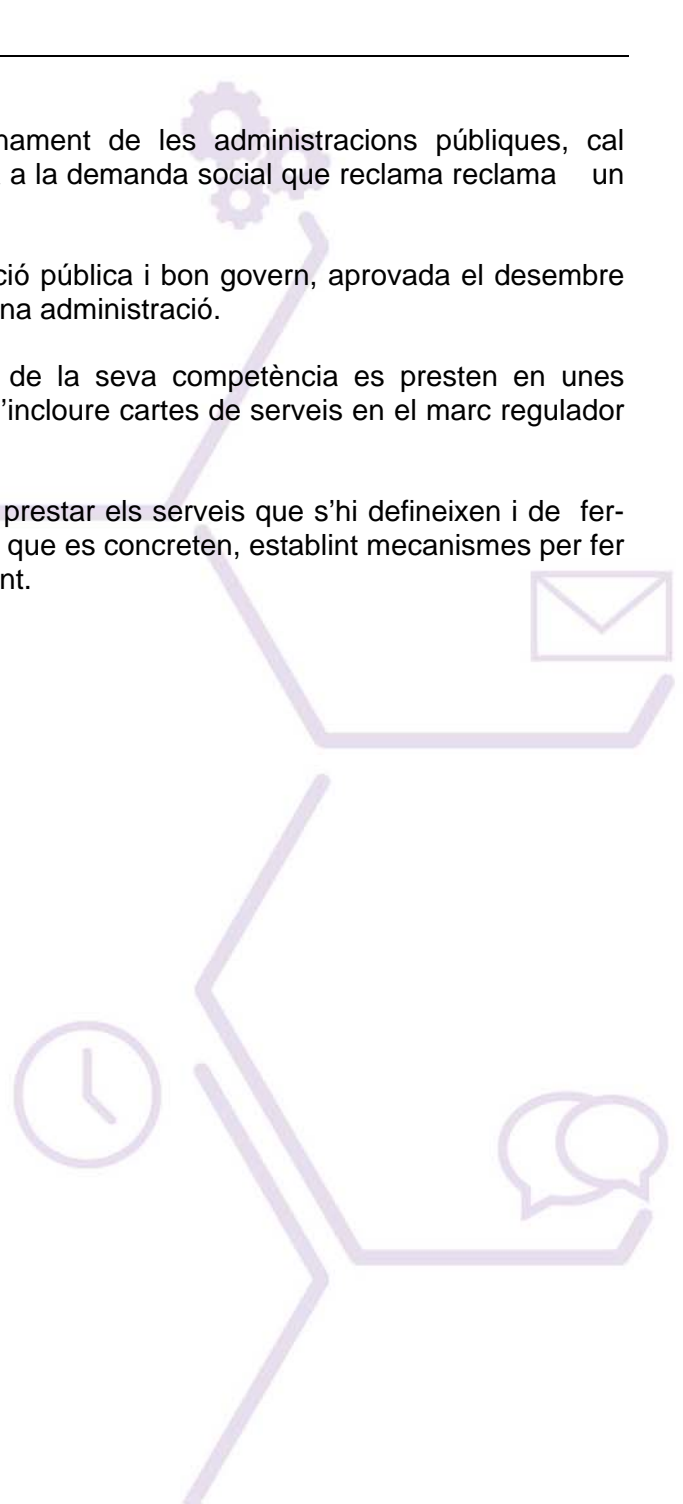 nament de les administracions públiques, cal
a la demanda social que reclama reclama un
ció pública i bon govern, aprovada el desembre
na administració.
de la seva competència es presten en unes
'incloure cartes de serveis en el marc regulador
prestar els serveis que s'hi defineixen i de fer-
que es concreten, establint mecanismes per fer
nt.